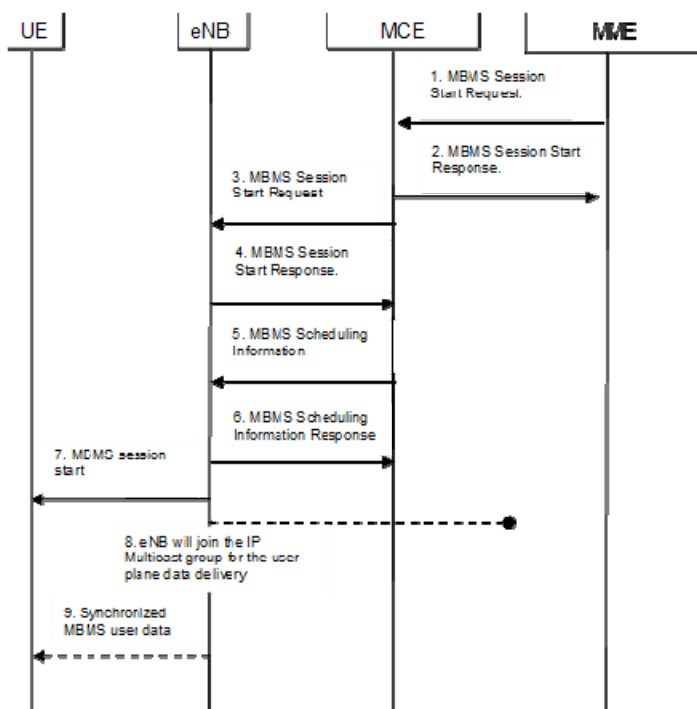 UE
eNB
MCE
MME
1. MBMS Session
Start Request.
2. MBMS Session Start
Response.
3. MBMS Session
Start Request
4. MBMS Session
Start Response.
5. MBMS Scheduling
Information
6. MBMS Scheduling
Information Response
7. MBMS session
start
8. eNB will join the IP
Multicast group for the user
plane data delivery
9. Synchronized
MBMS user data